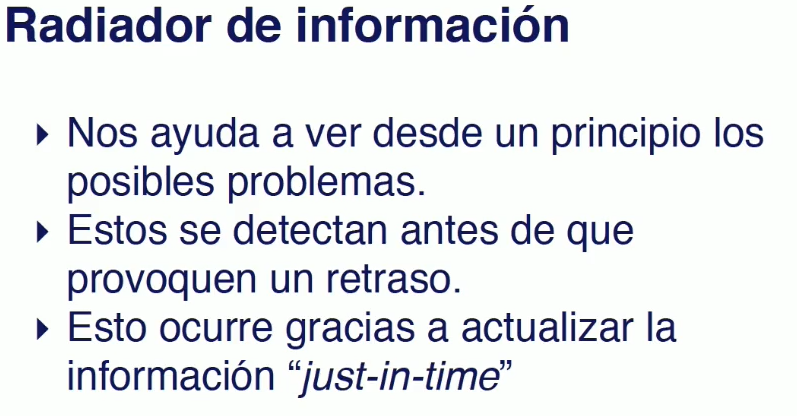 Radiador de información
▸ Nos ayuda a ver desde un principio los
posibles problemas.
▸ Estos se detectan antes de que
provoquen un retraso.
▸ Esto ocurre gracias a actualizar la
información “just-in-time”